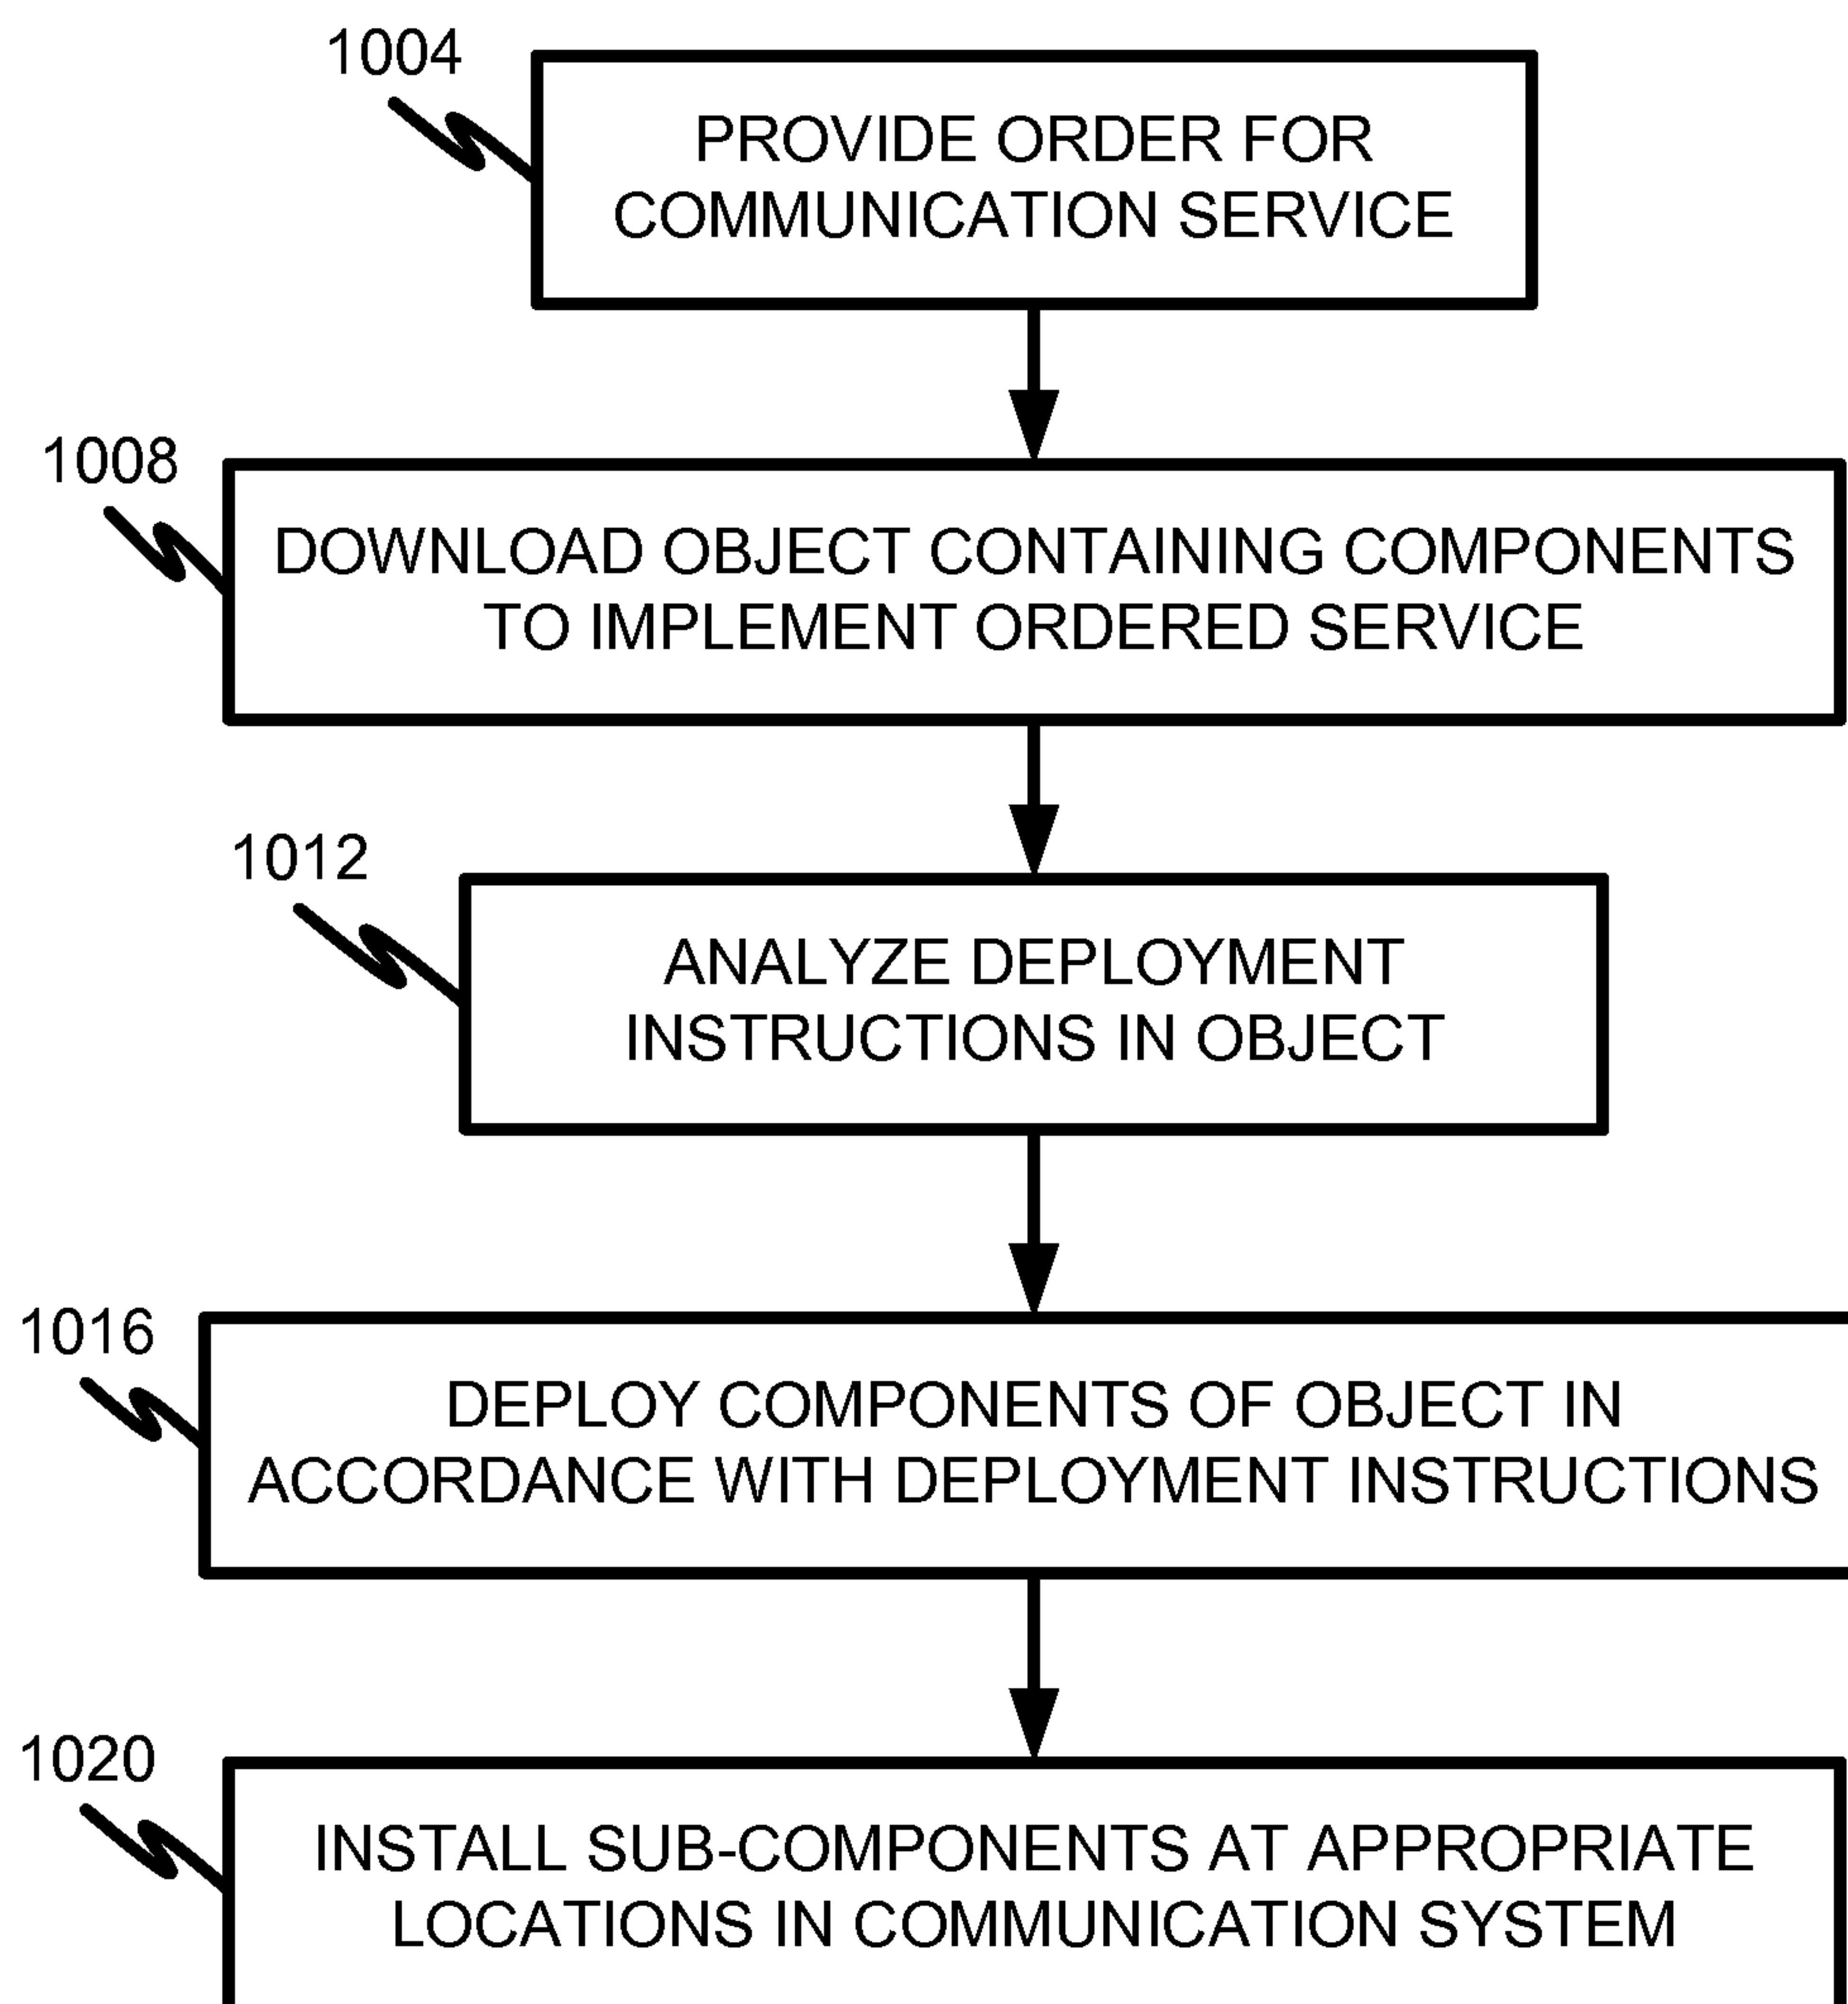 1004
PROVIDE ORDER FOR
COMMUNICATION SERVICE
1008
DOWNLOAD OBJECT CONTAINING COMPONENTS
TO IMPLEMENT ORDERED SERVICE
1012
ANALYZE DEPLOYMENT
INSTRUCTIONS IN OBJECT
1016
DEPLOY COMPONENTS OF OBJECT IN
ACCORDANCE WITH DEPLOYMENT INSTRUCTIONS
1020
INSTALL SUB-COMPONENTS AT APPROPRIATE
LOCATIONS IN COMMUNICATION SYSTEM